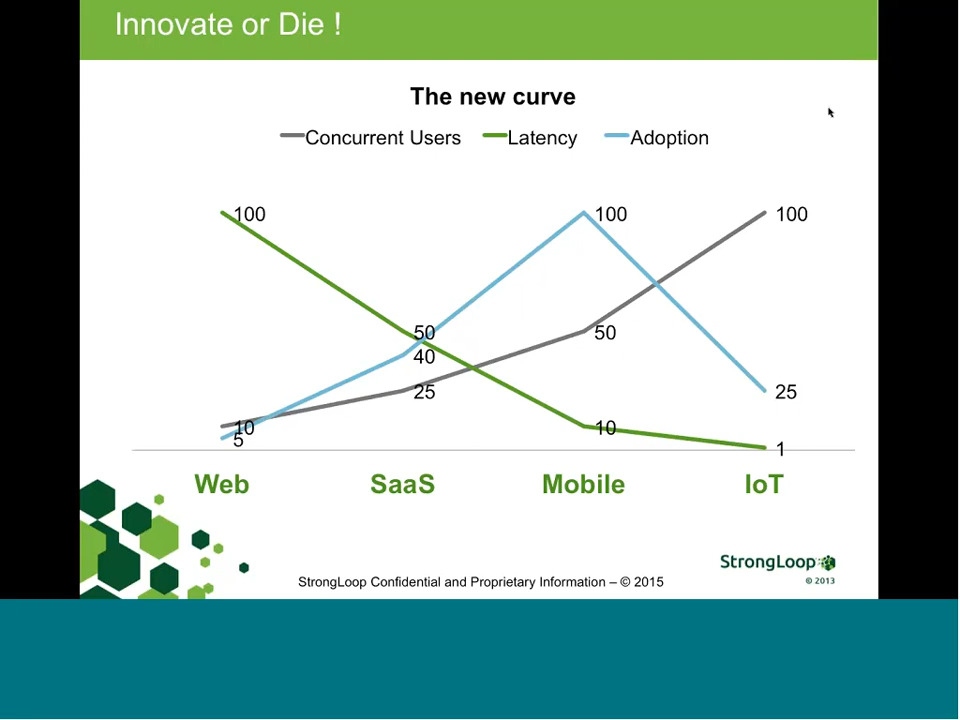 Innovate or Die !
The new curve
Concurrent Users Latency Adoption
100 100 100
50 50
40
25 25
10 10
5
1
Web SaaS Mobile IoT
StrongLoop
© 2013
StrongLoop Confidential and Proprietary Information – © 2015